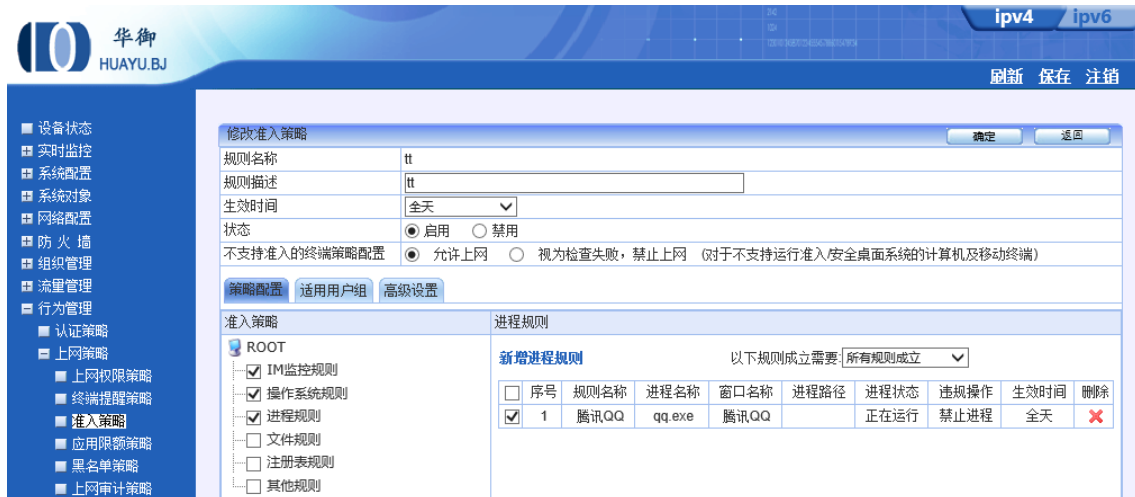 华御
HUAYU.BJ
ipv4 ipv6
刷新 保存 注销
设备状态
实时监控
系统配置
系统对象
网络配置
防 火 墙
组织管理
流量管理
行为管理
认证策略
上网策略
上网权限策略
终端提醒策略
准入策略
应用限额策略
黑名单策略
上网审计策略
修改准入策略 确定 返回
规则名称 tt
规则描述 tt
生效时间 全天
状态 启用 禁用
不支持准入的终端策略配置 允许上网 视为检查失败，禁止上网 (对于不支持运行准入/安全桌面系统的计算机及移动终端)
策略配置 适用用户组 高级设置
准入策略
ROOT
IM监控规则
操作系统规则
进程规则
文件规则
注册表规则
其他规则
进程规则
新增进程规则 以下规则成立需要: 所有规则成立
序号 规则名称 进程名称 窗口名称 进程路径 进程状态 违规操作 生效时间 删除
1 腾讯QQ qq.exe 腾讯QQ 正在运行 禁止进程 全天